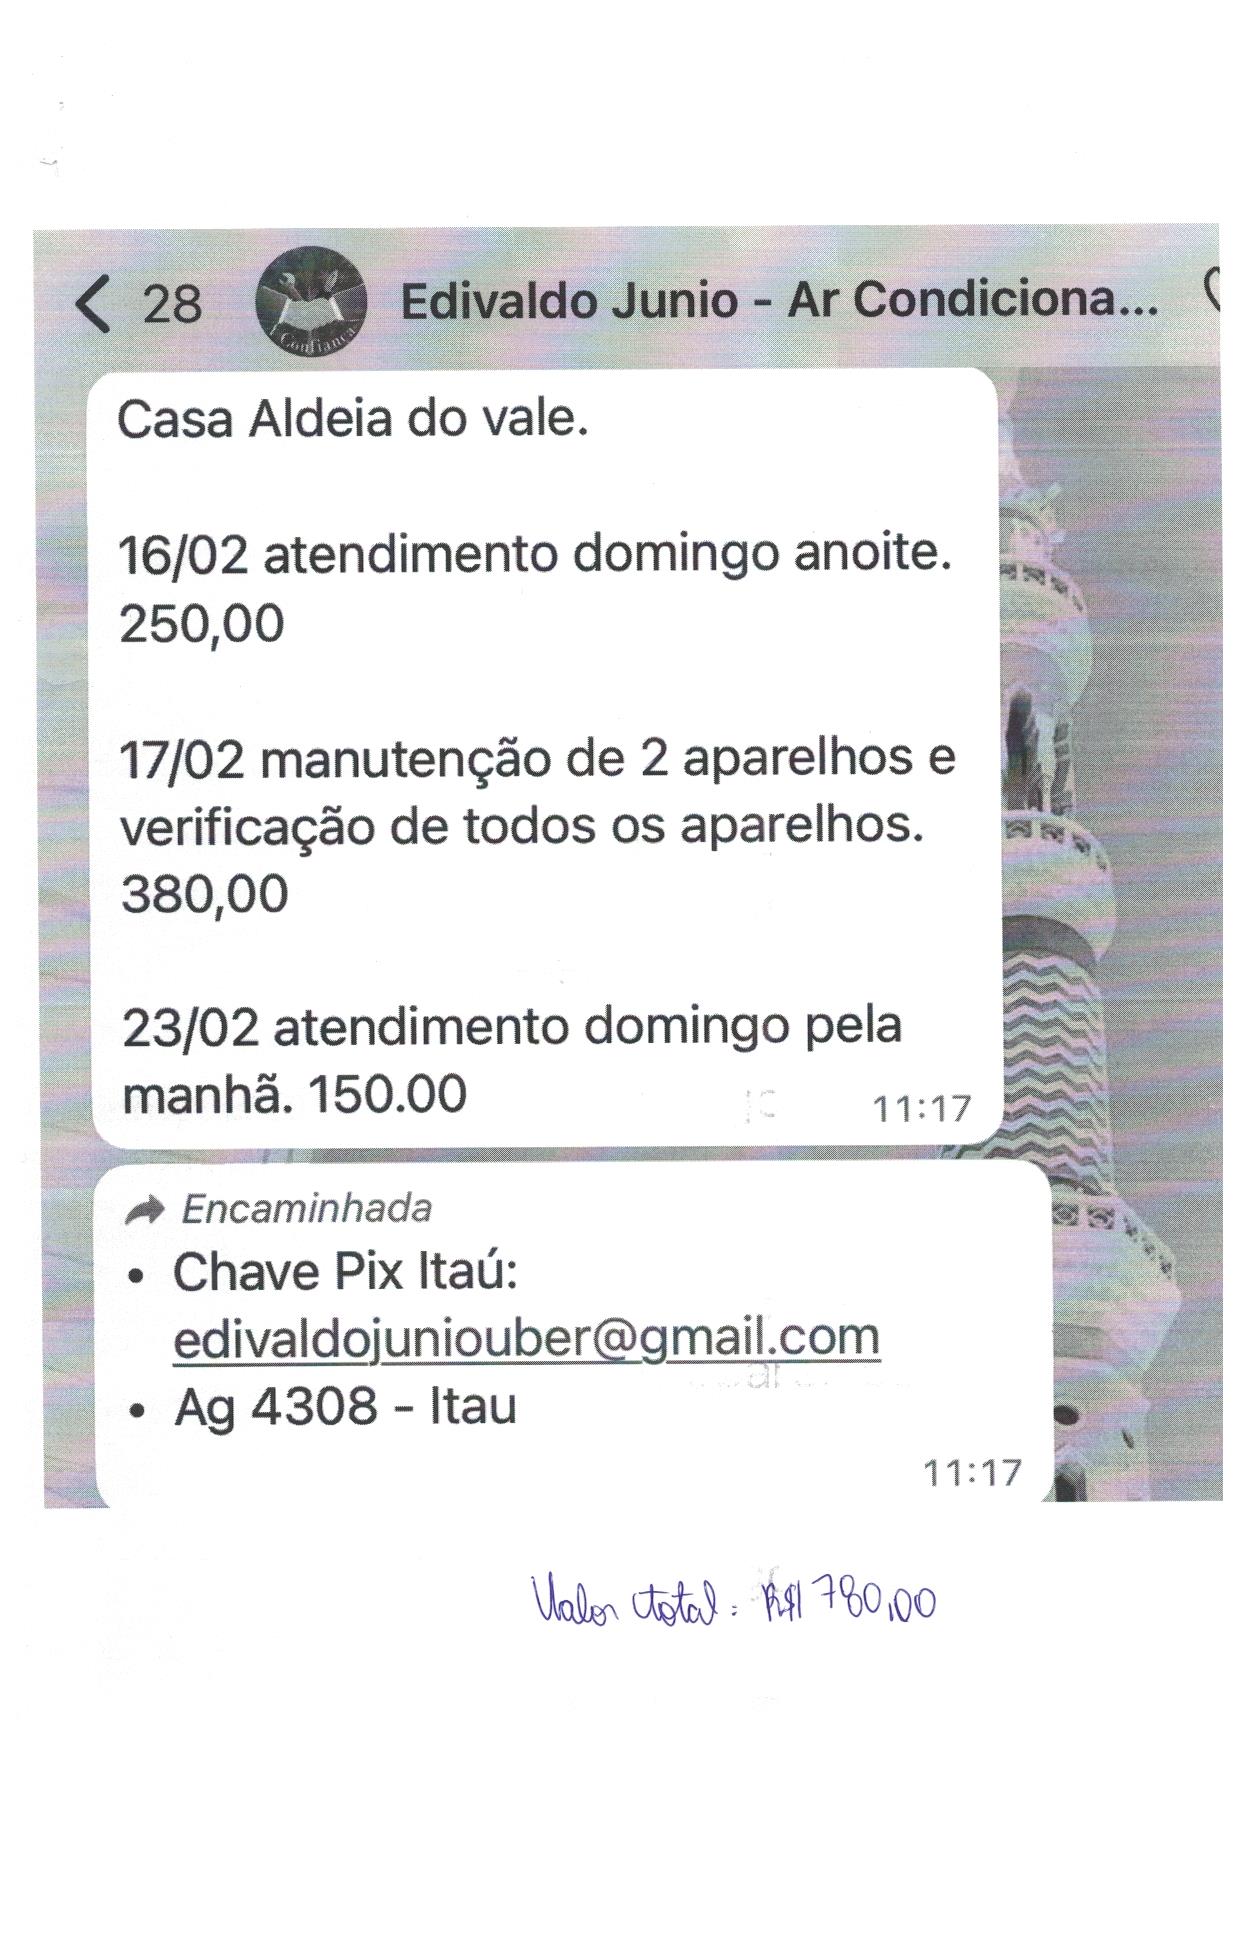 28
Confiança
Edivaldo Junio - Ar Condiciona...
Casa Aldeia do vale.
16/02 atendimento domingo anoite.
250,00
17/02 manutenção de 2 aparelhos e
verificação de todos os aparelhos.
380,00
23/02 atendimento domingo pela
manhã. 150.00
11:17
Encaminhada
• Chave Pix Itaú:
edivaldojuniouber@gmail.com
• Ag 4308 - Itau
11:17
Valor total: R$ 780,00